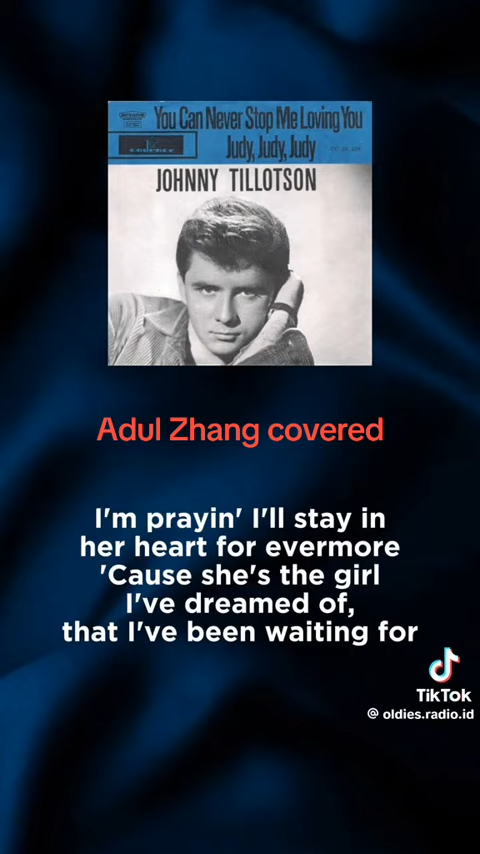 You Can Never Stop Me Loving You
Judy, Judy, Judy
cadence
JOHNNY TILLOTSON
Adul Zhang covered
I'm prayin' I'll stay in
her heart for evermore
'Cause she's the girl
I've dreamed of,
that I've been waiting for
TikTok
@ oldies.radio.id